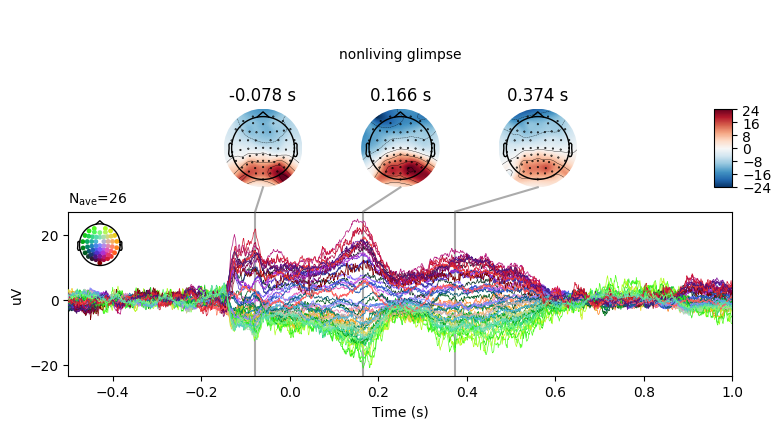 nonliving glimpse
-0.078 s 0.166 s 0.374 s
24
16
8
0
−8
−16
−24
Nave=26
20
0
−20
uV
−0.4 −0.2 0.0 0.2 0.4 0.6 0.8 1.0
Time (s)